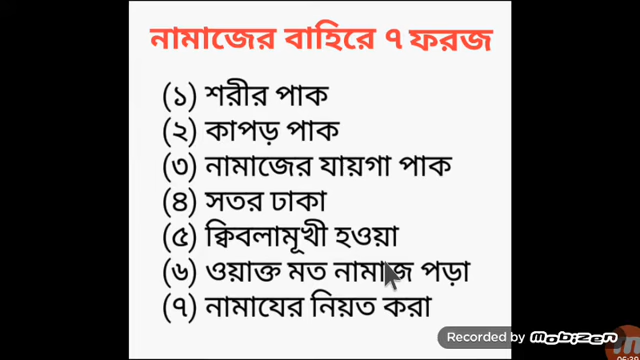 নামাজের বাহিরে ৭ ফরজ
(১) শরীর পাক
(২) কাপড় পাক
(৩) নামাজের যায়গা পাক
(৪) সতর ঢাকা
(৫) ক্বিবলামূখী হওয়া
(৬) ওয়াক্ত মত নামাজ পড়া
(৭) নামাযের নিয়ত করা
Recorded by Mobizen